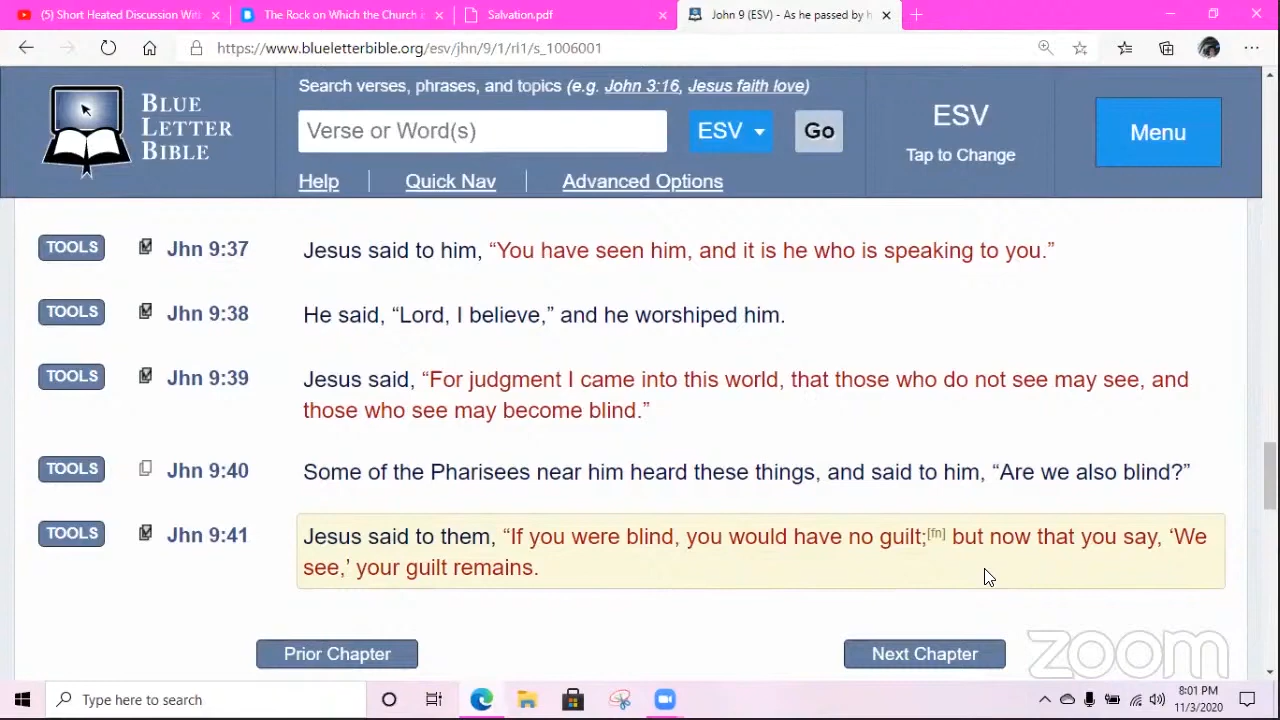 (5) Short Heated Discussion With
The Rock on Which the Church i
Salvation.pdf
John 9 (ESV) - As he passed by h
https://www.blueletterbible.org/esv/jhn/9/1/rl1/s_1006001
BLUE
LETTER
BIBLE
Search verses, phrases, and topics (e.g. John 3:16, Jesus faith love)
Verse or Word(s)
ESV
Go
Help
Quick Nav
Advanced Options
ESV
Tap to Change
Menu
TOOLS Jhn 9:37 Jesus said to him, “You have seen him, and it is he who is speaking to you.”
TOOLS Jhn 9:38 He said, “Lord, I believe,” and he worshiped him.
TOOLS Jhn 9:39 Jesus said, “For judgment I came into this world, that those who do not see may see, and
those who see may become blind.”
TOOLS Jhn 9:40 Some of the Pharisees near him heard these things, and said to him, “Are we also blind?”
TOOLS Jhn 9:41 Jesus said to them, “If you were blind, you would have no guilt;[fn] but now that you say, ‘We
see,’ your guilt remains.
Prior Chapter
Next Chapter
zoom
Type here to search
8:01 PM
11/3/2020